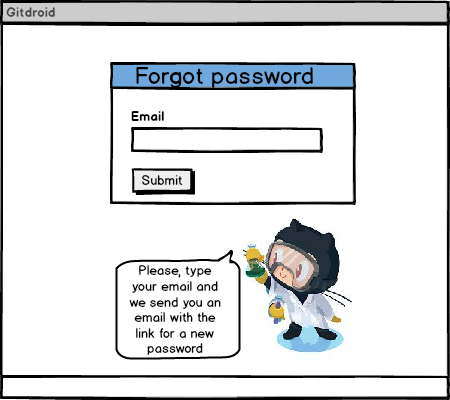 Gitdroid
Forgot password
Email
Submit
Please, type
your email and
we send you an
email with the
link for a new
password